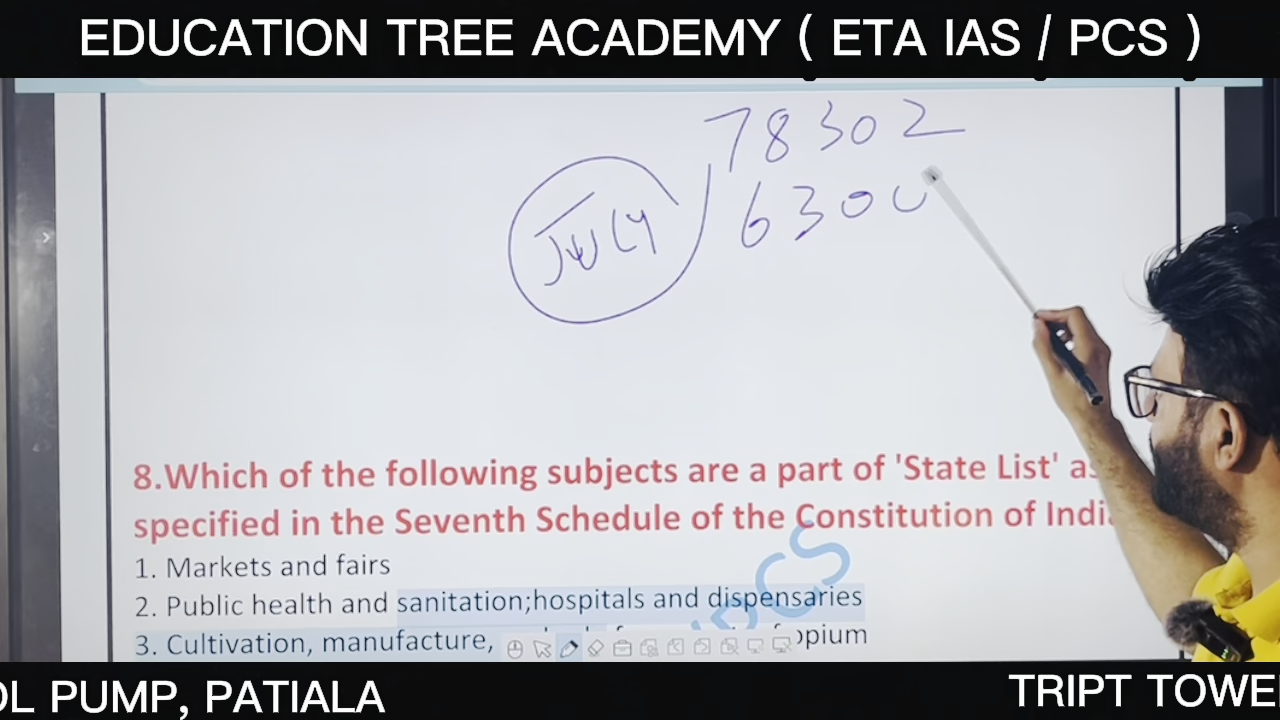 EDUCATION TREE ACADEMY ( ETA IAS / PCS )
78302
6300
JULY
8.Which of the following subjects are a part of 'State List' as
specified in the Seventh Schedule of the Constitution of India
1. Markets and fairs
2. Public health and sanitation;hospitals and dispensaries
3. Cultivation, manufacture, opium
PCS
OL PUMP, PATIALA
TRIPT TOWER